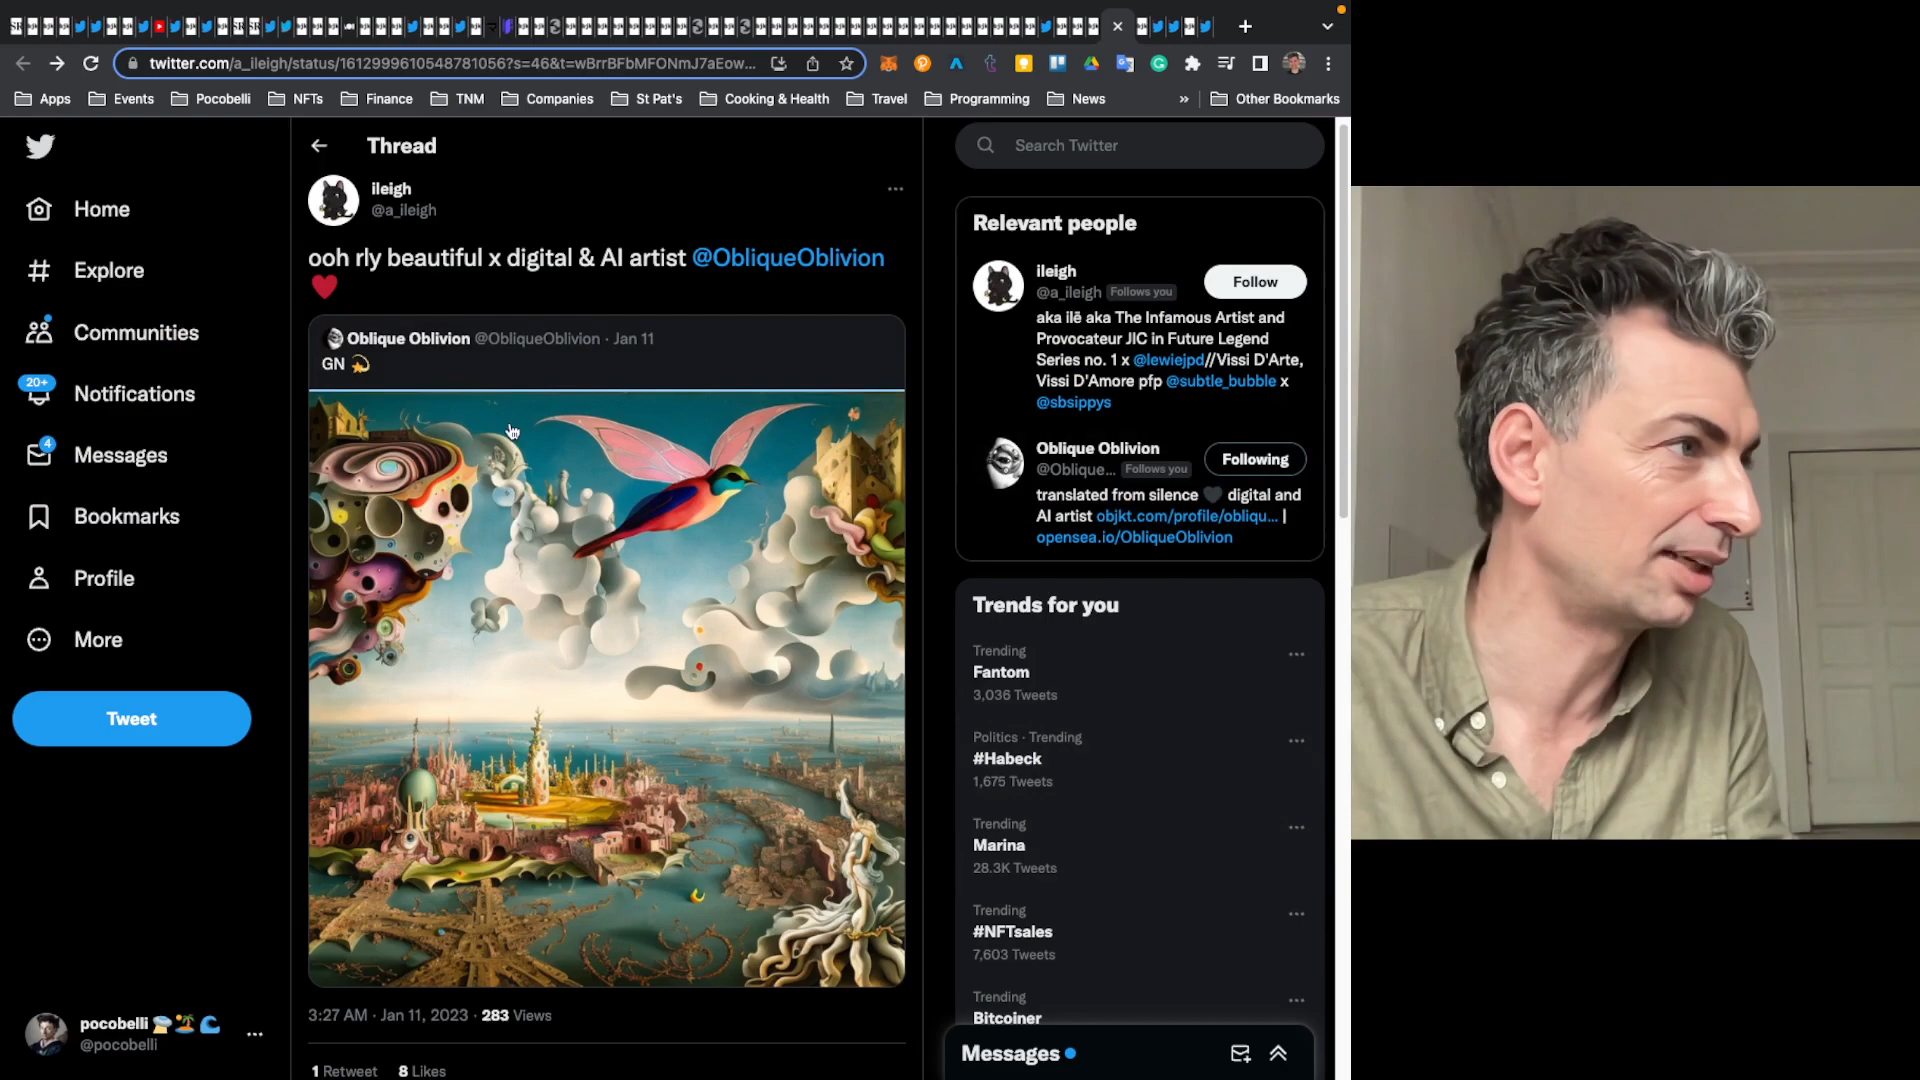 twitter.com/a_ileigh/status/1612999610548781056?s=46&t=wBrrBFbMFONmJ7aEow...
Apps
Events
Pocobelli
NFTs
Finance
TNM
Companies
St Pat's
Cooking & Health
Travel
Programming
News
»
Other Bookmarks
Home
Explore
Communities
20+
Notifications
4
Messages
Bookmarks
Profile
More
Tweet
pocobelli
@pocobelli
Thread
ileigh
@a_ileigh
ooh rly beautiful x digital & AI artist @ObliqueOblivion
Oblique Oblivion @ObliqueOblivion · Jan 11
GN
3:27 AM · Jan 11, 2023 · 283 Views
1 Retweet 8 Likes
Search Twitter
Relevant people
ileigh
@a_ileigh Follows you
Follow
aka ilē aka The Infamous Artist and
Provocateur JIC in Future Legend
Series no. 1 x @lewiejpd//Vissi D'Arte,
Vissi D'Amore pfp @subtle_bubble x
@sbsippys
Oblique Oblivion
@Oblique... Follows you
Following
translated from silence 🖤 digital and
AI artist objkt.com/profile/obliqu... |
opensea.io/ObliqueOblivion
Trends for you
Trending
Fantom
3,036 Tweets
Politics · Trending
#Habeck
1,675 Tweets
Trending
Marina
28.3K Tweets
Trending
#NFTsales
7,603 Tweets
Trending
Bitcoiner
Messages